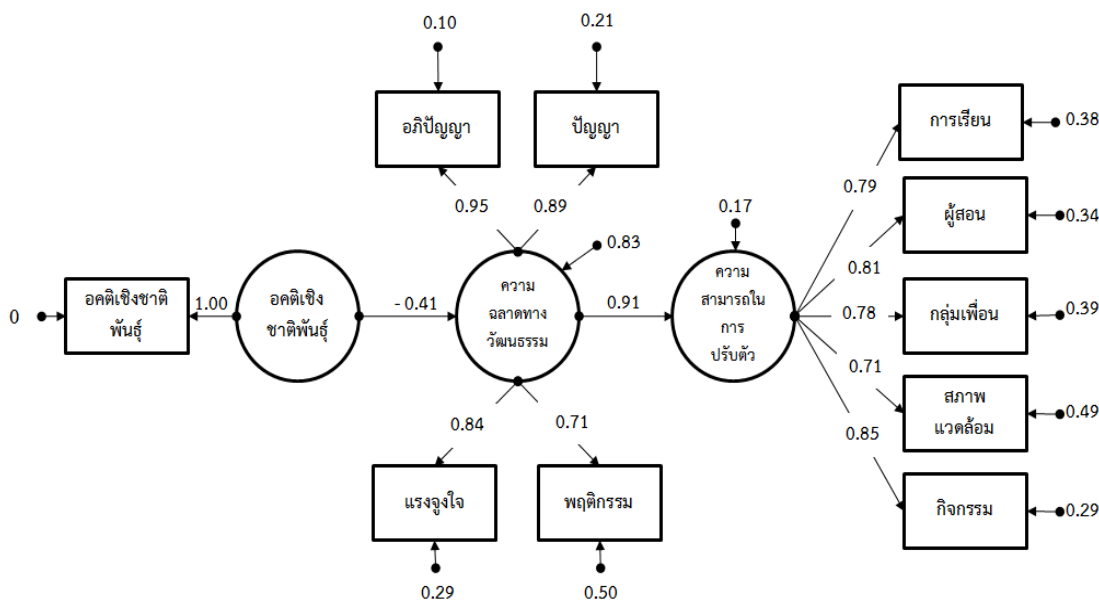 0.10
0.21
อภิปัญญา
ปัญญา
การเรียน
0.38
0.95
0.89
0.79
0.17
ผู้สอน
0.34
0.83
0.81
0
อคติเชิงชาติ
พันธุ์
1.00
อคติเชิง
ชาติพันธุ์
- 0.41
ความ
ฉลาดทาง
วัฒนธรรม
0.91
ความ
สามารถใน
การ
ปรับตัว
0.78
กลุ่มเพื่อน
0.39
0.71
สภาพ
แวดล้อม
0.49
0.84
0.71
0.85
แรงจูงใจ
พฤติกรรม
กิจกรรม
0.29
0.29
0.50